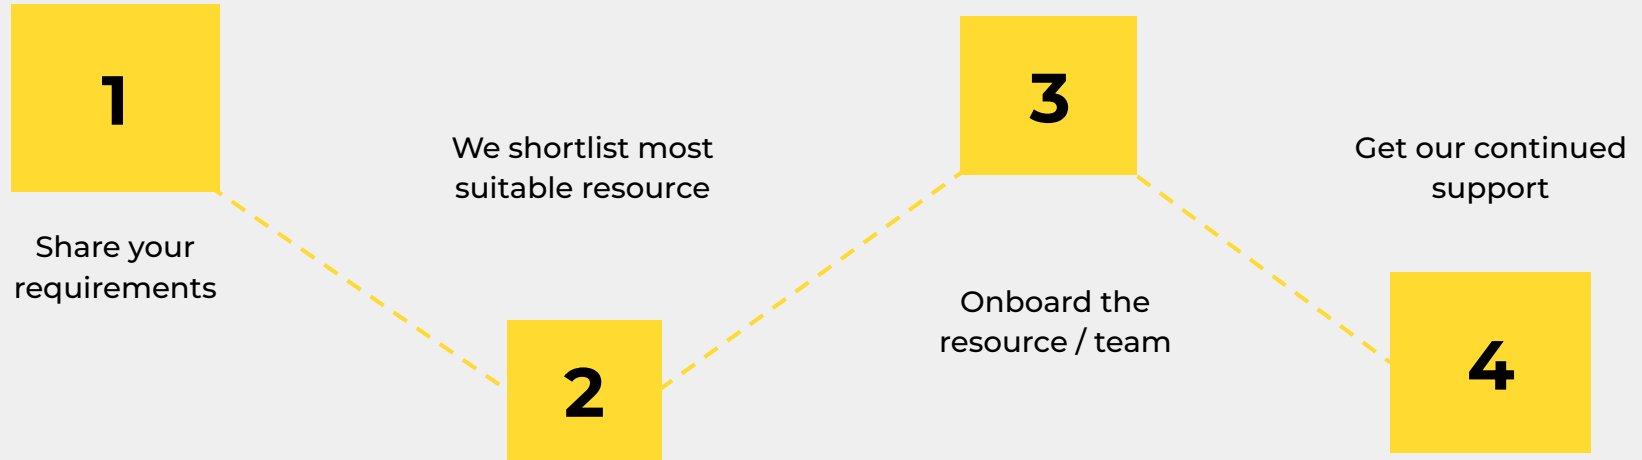 1
Share your
requirements
2
We shortlist most
suitable resource
3
Onboard the
resource / team
4
Get our continued
support